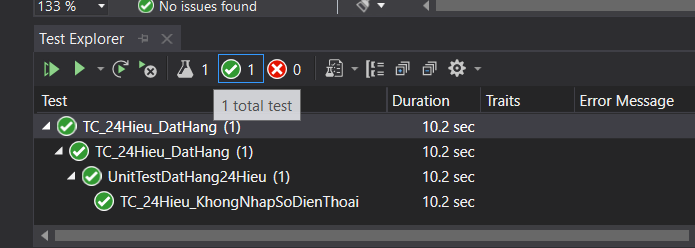 133 %
No issues found
Test Explorer
1 1 0
1 total test
Test Duration Traits Error Message
TC_24Hieu_DatHang (1) 10.2 sec
TC_24Hieu_DatHang (1) 10.2 sec
UnitTestDatHang24Hieu (1) 10.2 sec
TC_24Hieu_KhongNhapSoDienThoai 10.2 sec